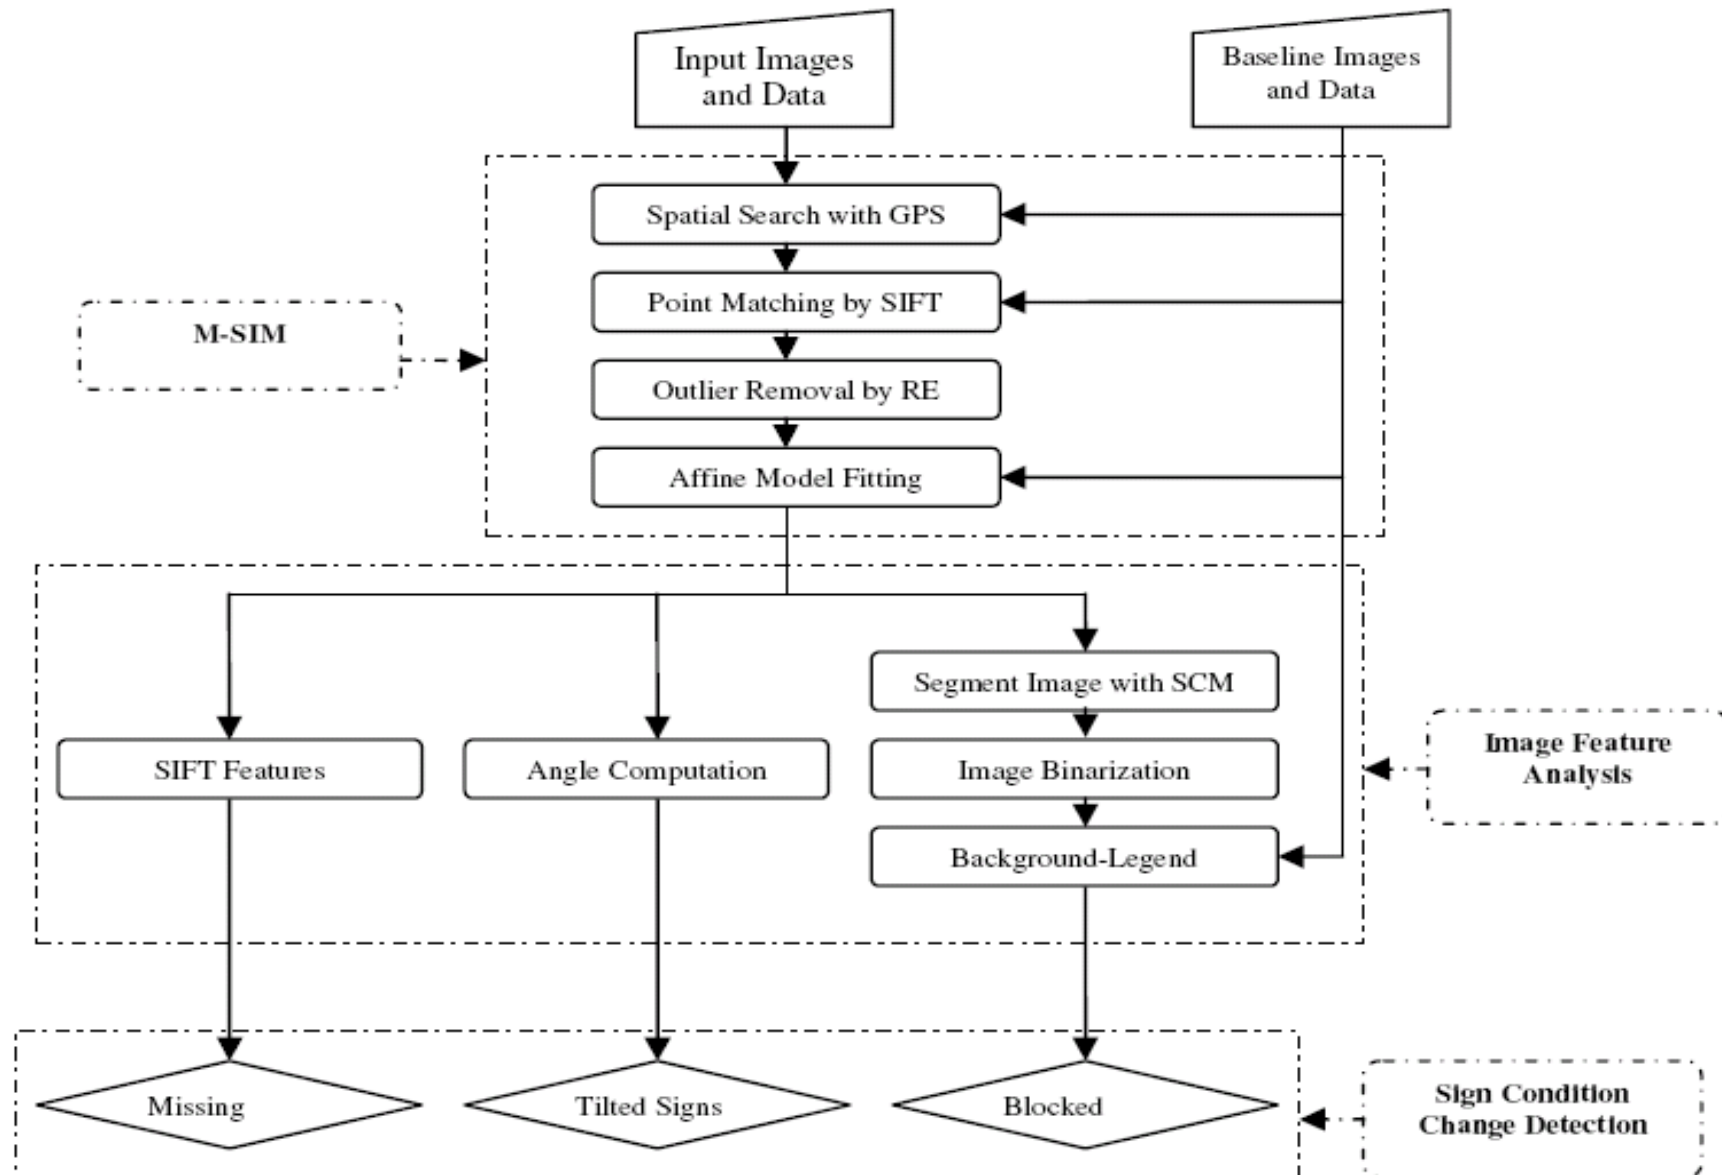 Input Images
and Data
Baseline Images
and Data
Spatial Search with GPS
Point Matching by SIFT
M-SIM
Outlier Removal by RE
Affine Model Fitting
Segment Image with SCM
SIFT Features
Angle Computation
Image Binarization
Image Feature
Analysis
Background-Legend
Missing
Tilted Signs
Blocked
Sign Condition
Change Detection